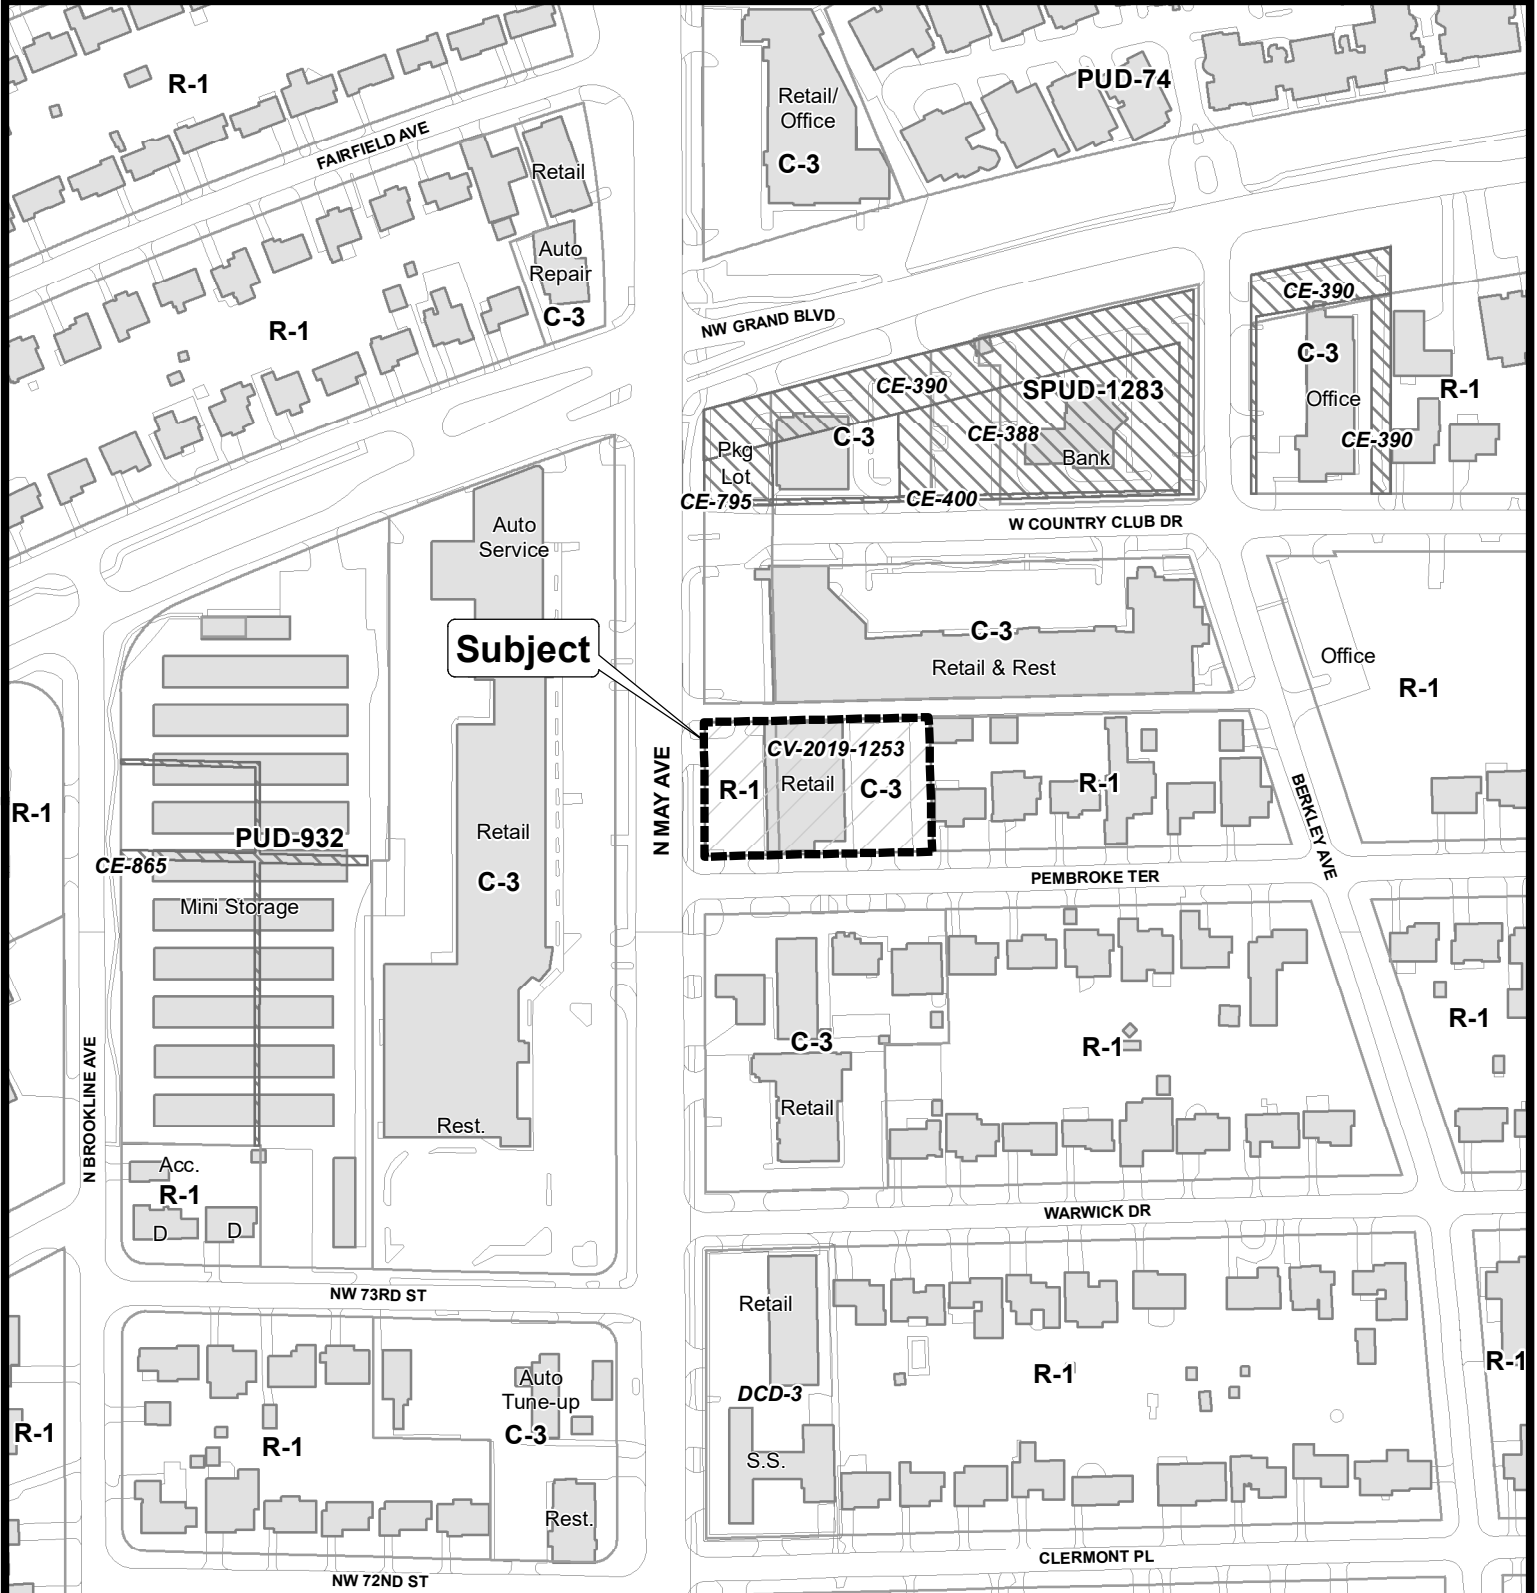 R-1
PUD-74
Retail/
Office
C-3
FAIRFIELD AVE
Retail
Auto
Repair
C-3
R-1
NW GRAND BLVD
CE-390
C-3
Office
R-1
CE-390
CE-390
SPUD-1283
C-3
CE-388
Bank
Pkg
Lot
CE-795
CE-400
W COUNTRY CLUB DR
Auto
Service
C-3
Retail & Rest
Subject
Office
R-1
CV-2019-1253
R-1
Retail
C-3
R-1
N MAY AVE
BERKLEY AVE
R-1
PUD-932
CE-865
Mini Storage
Retail
C-3
PEMBROKE TER
C-3
R-1
R-1
Retail
Rest.
N BROOKLINE AVE
Acc.
R-1
D
D
WARWICK DR
NW 73RD ST
Retail
DCD-3
R-1
R-1
Auto
Tune-up
C-3
R-1
R-1
S.S.
Rest.
CLERMONT PL
NW 72ND ST